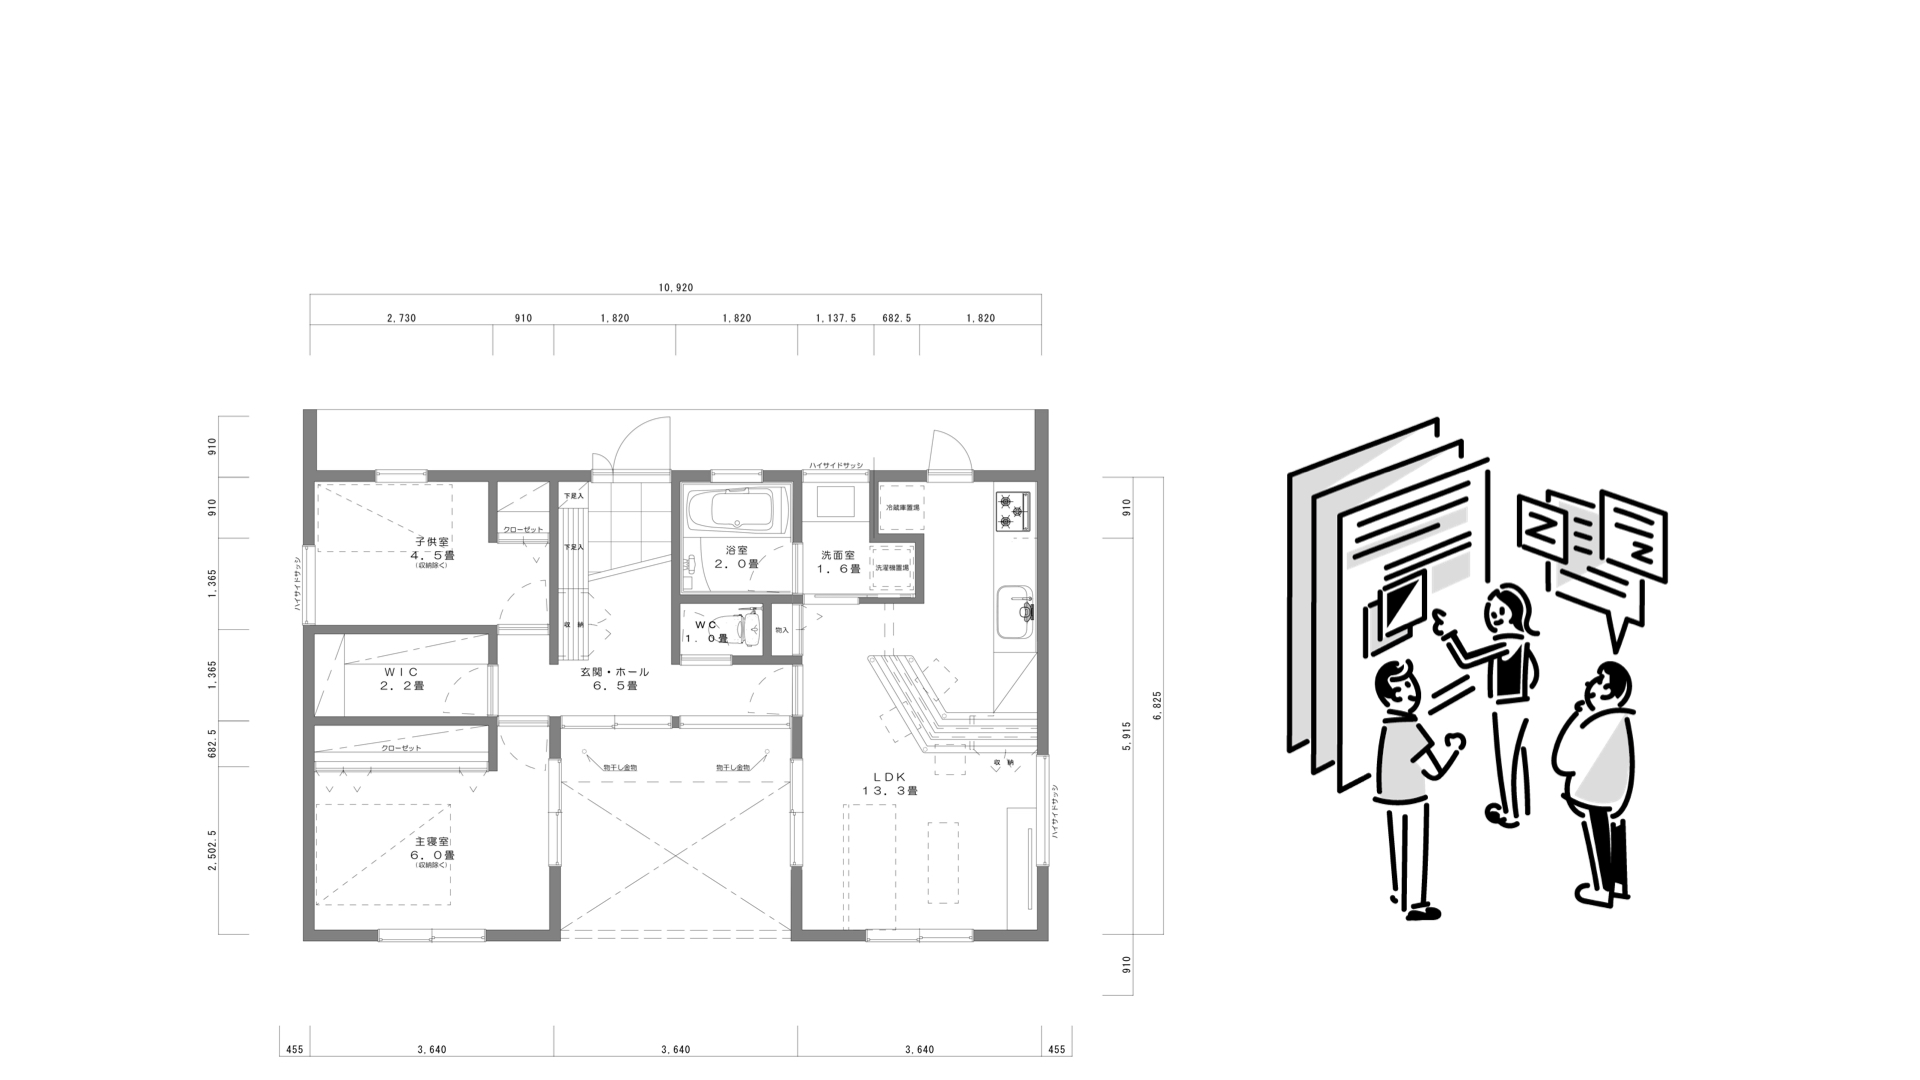 10,920
2,730
910
1,820
1,820
1,137.5
682.5
1,820
910
910
1,365
1,365
682.5
2,502.5
ハイサイドサッシ
ハイサイドサッシ
下足入
下足入
収 納
クローゼット
子供室
4.5畳
(収納除く)
浴室
2.0畳
洗面室
1.6畳
冷蔵庫置場
洗濯機置場
WC
1.0畳
物入
WIC
2.2畳
玄関・ホール
6.5畳
クローゼット
物干し金物
物干し金物
収 納
LDK
13.3畳
主寝室
6.0畳
(収納除く)
ハイサイドサッシ
910
5,915
6,825
910
455
3,640
3,640
3,640
455